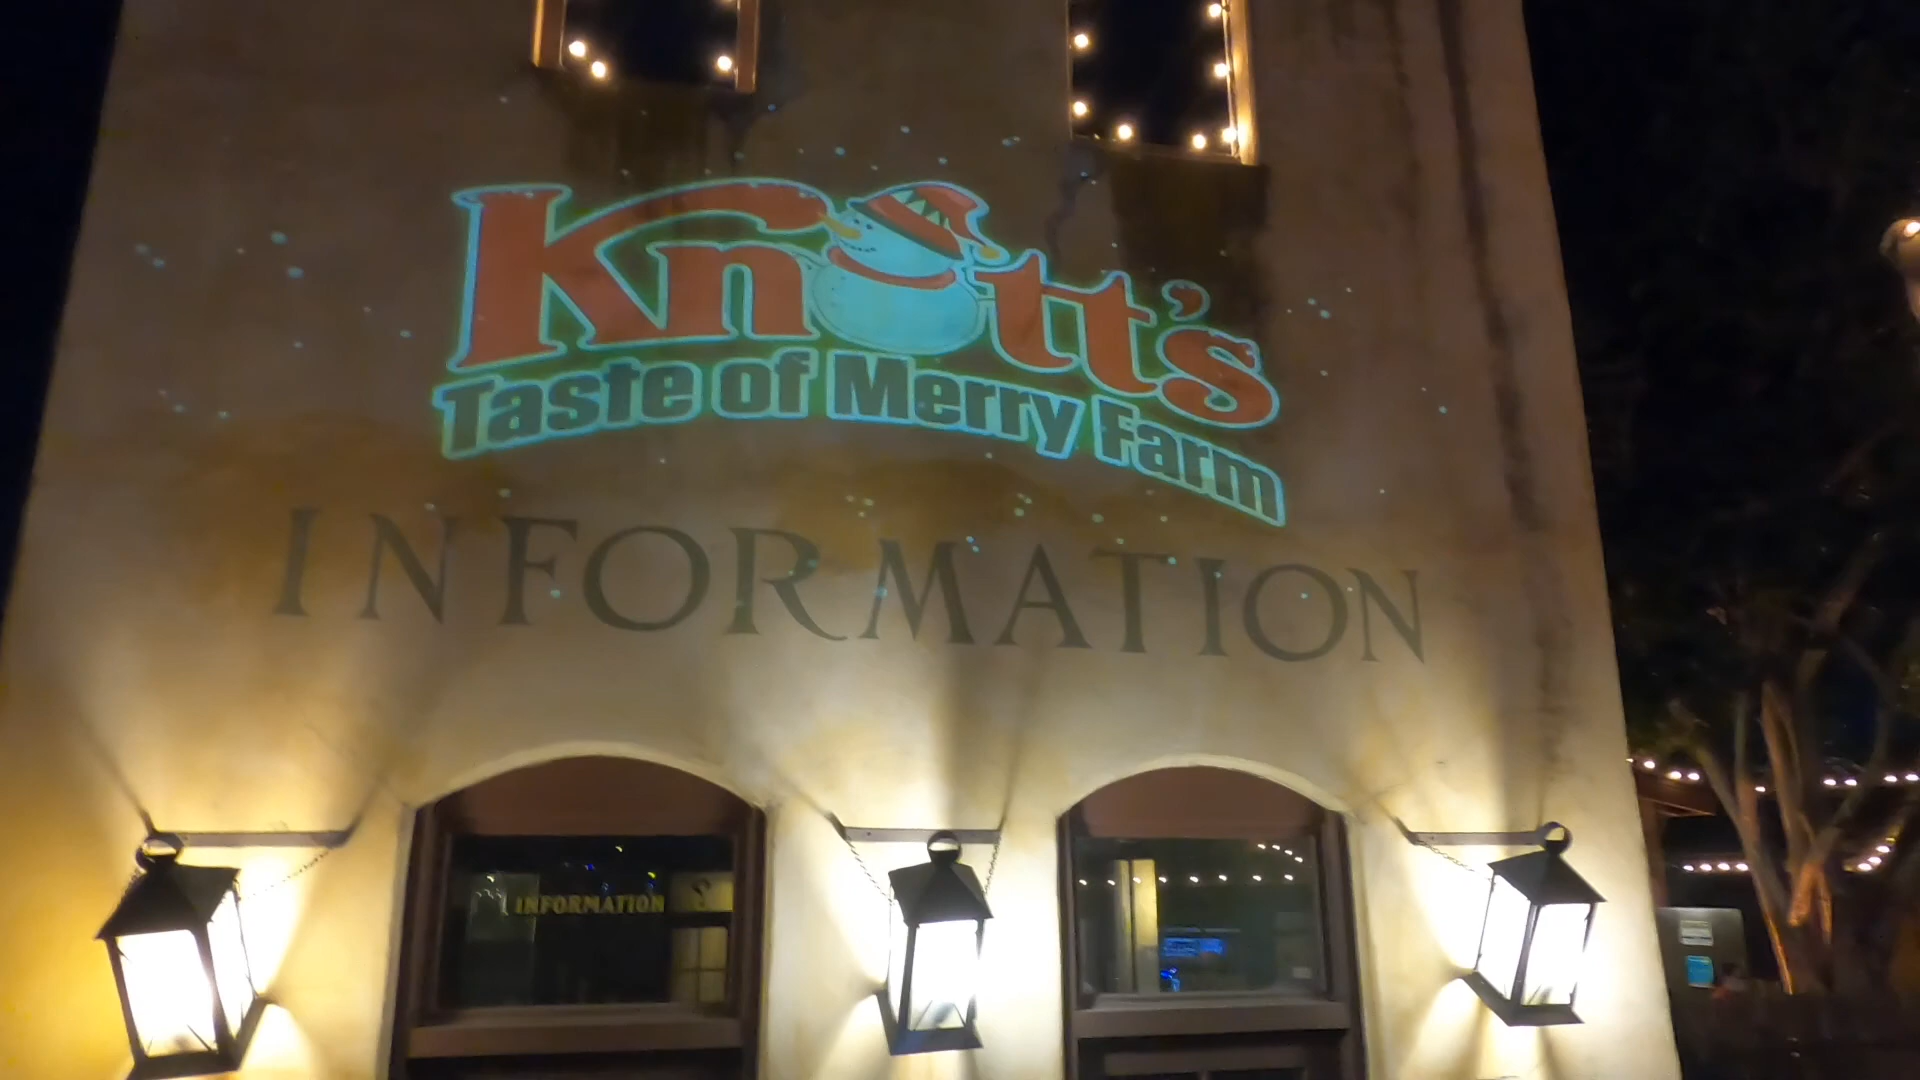 Knott's
Taste of Merry Farm
INFORMATION
INFORMATION